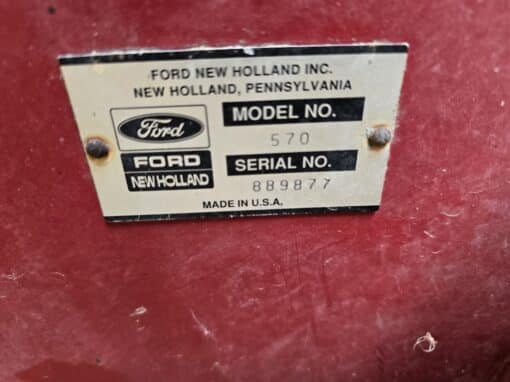 FORD NEW HOLLAND INC.
NEW HOLLAND, PENNSYLVANIA
Ford
FORD
NEW HOLLAND
MODEL NO.
570
SERIAL NO.
889877
MADE IN U.S.A.